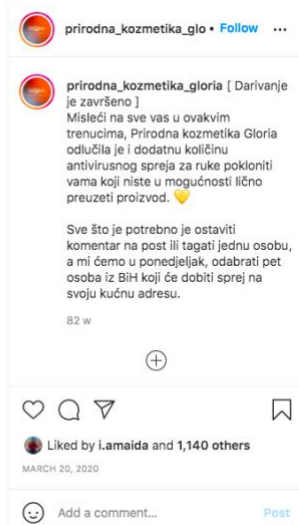 prirodna_kozmetika_glo • Follow ...
prirodna_kozmetika_gloria [ Darivanje
je završeno ]
Misleći na sve vas u ovakvim
trenucima, Prirodna kozmetika Gloria
odlučila je i dodatnu količinu
antivirusnog spreja za ruke pokloniti
vama koji niste u mogućnosti lično
preuzeti proizvod. 💛
Sve što je potrebno je ostaviti
komentar na post ili tagati jednu osobu,
a mi ćemo u ponedjeljak, odabrati pet
osoba iz BiH koji će dobiti sprej na
svoju kućnu adresu.
82 w
Liked by i.amaida and 1,140 others
MARCH 20, 2020
Add a comment... Post